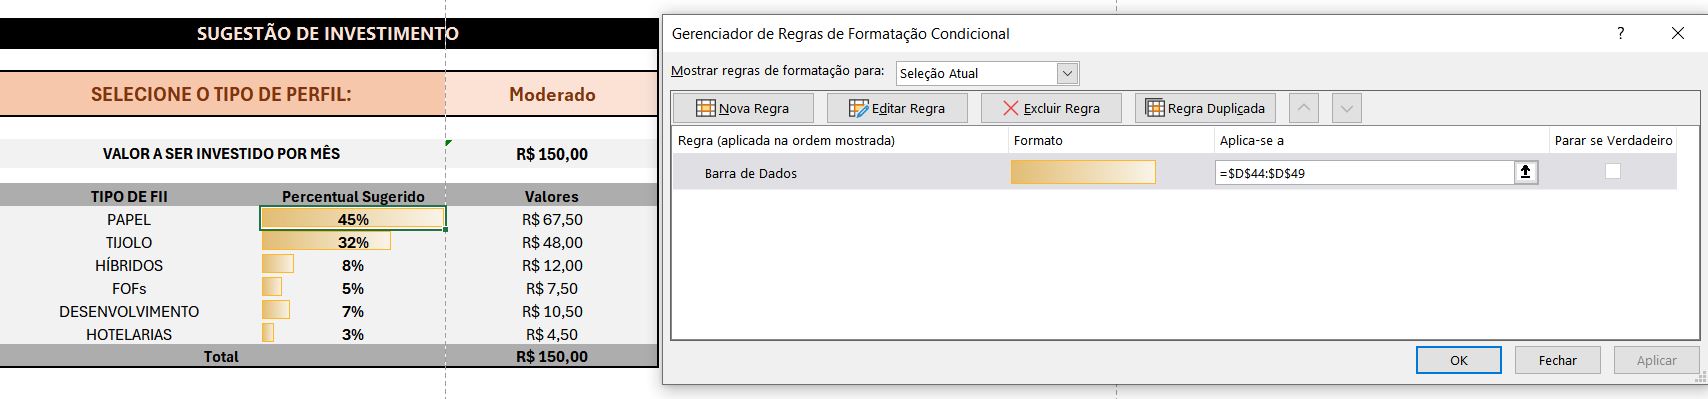 SUGESTÃO DE INVESTIMENTO
SELECIONE O TIPO DE PERFIL: Moderado
VALOR A SER INVESTIDO POR MÊS R$ 150,00
TIPO DE FII Percentual Sugerido Valores
PAPEL 45% R$ 67,50
TIJOLO 32% R$ 48,00
HÍBRIDOS 8% R$ 12,00
FOFs 5% R$ 7,50
DESENVOLVIMENTO 7% R$ 10,50
HOTELARIAS 3% R$ 4,50
Total R$ 150,00
Gerenciador de Regras de Formatação Condicional ? ×
Mostrar regras de formatação para: Seleção Atual
Nova Regra Editar Regra Excluir Regra Regra Duplicada
Regra (aplicada na ordem mostrada) Formato Aplica-se a Parar se Verdadeiro
Barra de Dados =$D$44:$D$49
OK Fechar Aplicar